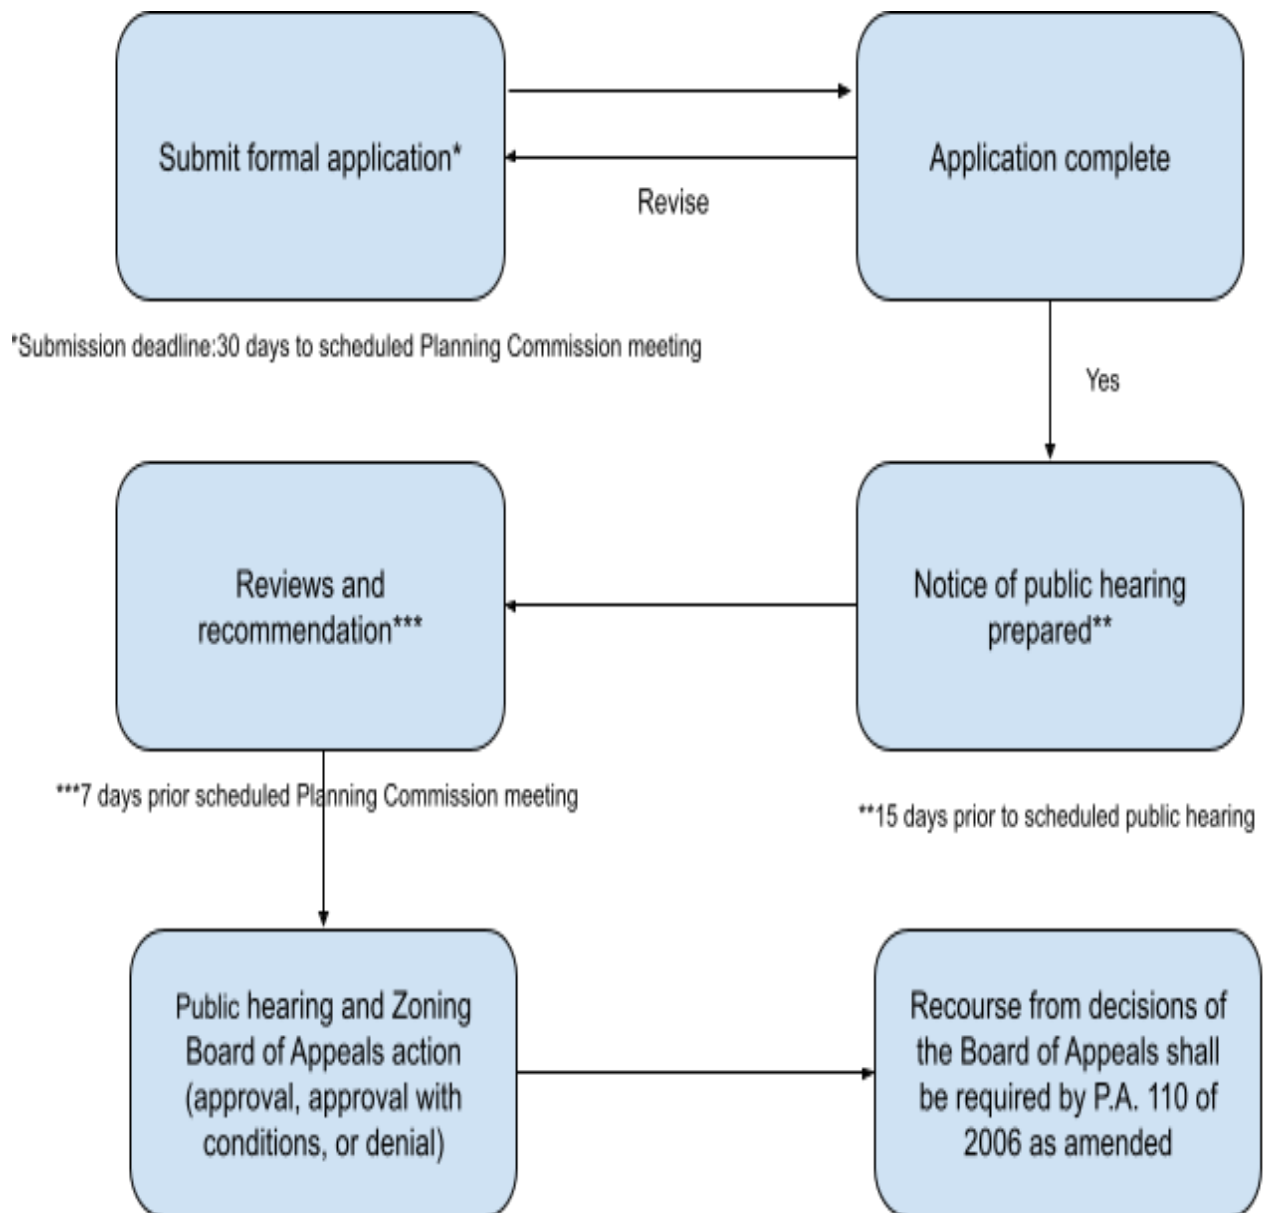 Submit formal application*
Application complete
Revise
*Submission deadline:30 days to scheduled Planning Commission meeting
Yes
Reviews and
recommendation***
Notice of public hearing
prepared**
***7 days prior scheduled Planning Commission meeting
**15 days prior to scheduled public hearing
Public hearing and Zoning
Board of Appeals action
(approval, approval with
conditions, or denial)
Recourse from decisions of
the Board of Appeals shall
be required by P.A. 110 of
2006 as amended